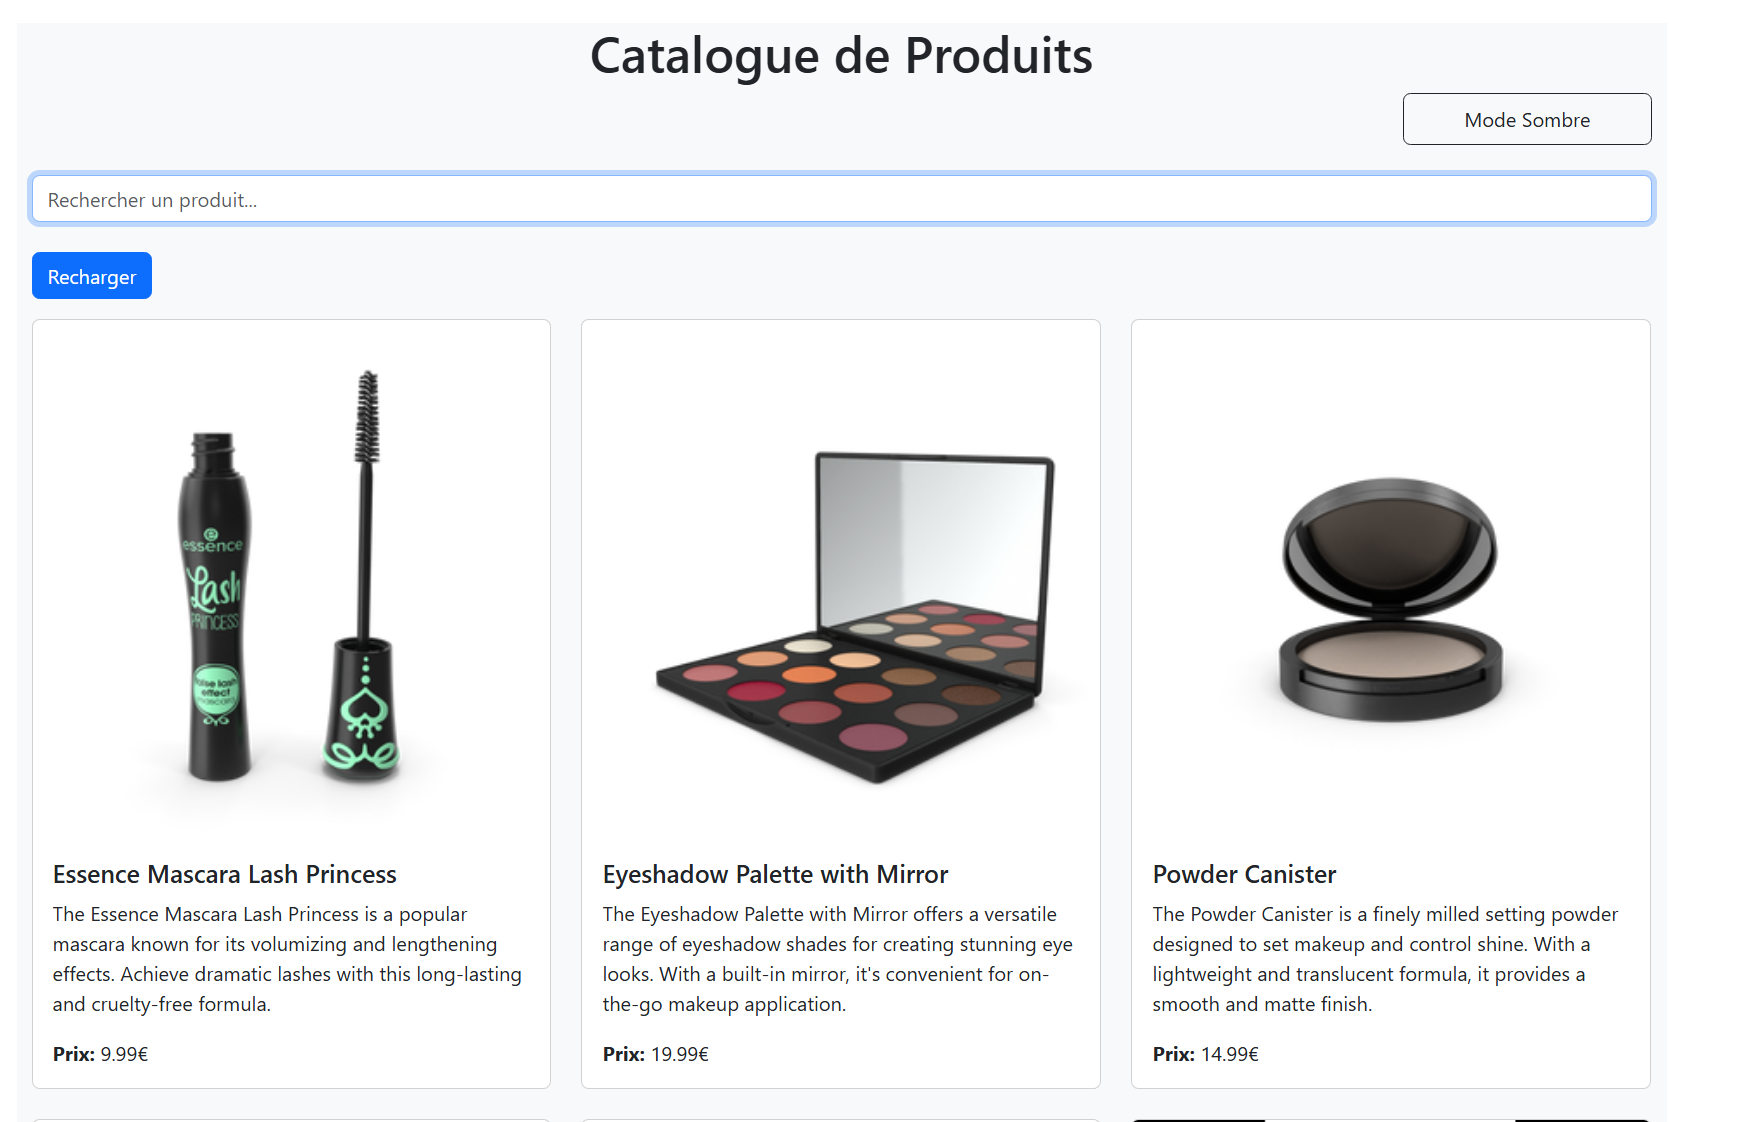 Catalogue de Produits
Mode Sombre
Rechercher un produit...
Recharger
essence
Lash
PRINCESS
false lash
effect
mascara
Essence Mascara Lash Princess
The Essence Mascara Lash Princess is a popular
mascara known for its volumizing and lengthening
effects. Achieve dramatic lashes with this long-lasting
and cruelty-free formula.
Prix: 9.99€
Eyeshadow Palette with Mirror
The Eyeshadow Palette with Mirror offers a versatile
range of eyeshadow shades for creating stunning eye
looks. With a built-in mirror, it's convenient for on-
the-go makeup application.
Prix: 19.99€
Powder Canister
The Powder Canister is a finely milled setting powder
designed to set makeup and control shine. With a
lightweight and translucent formula, it provides a
smooth and matte finish.
Prix: 14.99€